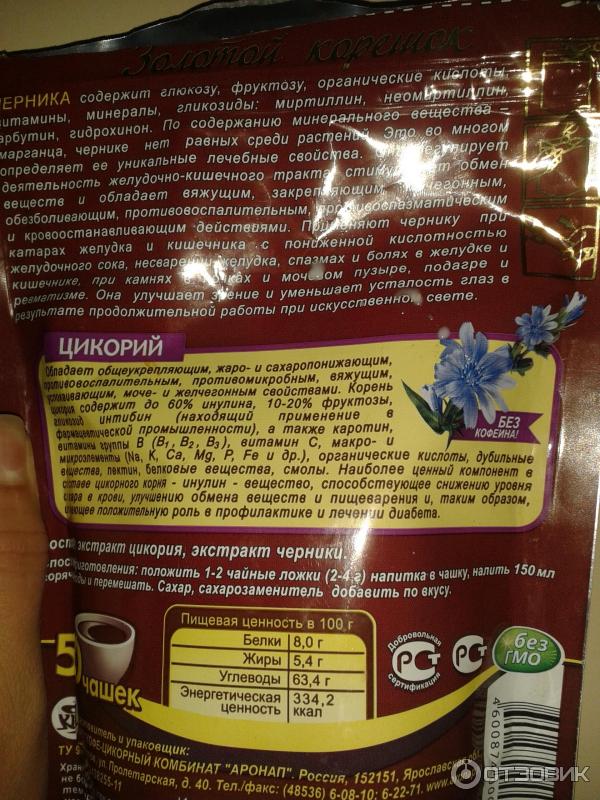 Золотой корешок
ЧЕРНИКА содержит глюкозу, фруктозу, органические кислоты,
витамины, минералы, гликозиды: миртиллин, неомиртиллин,
арбутин, гидрохинон. По содержанию минерального вещества -
марганца, чернике нет равных среди растений. Это во многом
определяет ее уникальные лечебные свойства.
деятельность желудочно-кишечного тракта, обмен
веществ и обладает вяжущим, закрепляющим,
обезболивающим, противовоспалительным, противоспазматическим
и кровоостанавливающим действиями. Применяют чернику при
катарах желудка и кишечника с пониженной кислотностью
желудочного сока, несварении желудка, спазмах и болях в желудке и
кишечнике, при камнях в почках и мочевом пузыре, подагре и
ревматизме. Она улучшает зрение и уменьшает усталость глаз в
результате продолжительной работы при искусственном свете.
ЦИКОРИЙ
Обладает общеукрепляющим, жаро- и сахаропонижающим,
противовоспалительным, противомикробным, вяжущим,
успокаивающим, моче- и желчегонным свойствами. Корень
цикория содержит до 60% инулина, 10-20% фруктозы,
гликозид интибин (находящий применение в
фармацевтической промышленности), а также каротин,
витамины группы В (B1, B2, B3), витамин С, макро- и
микроэлементы (Na, K, Ca, Mg, P, Fe и др.), органические кислоты, дубильные
вещества, пектин, белковые вещества, смолы. Наиболее ценный компонент в
составе цикорного корня - инулин - вещество, способствующее снижению уровня
сахара в крови, улучшению обмена веществ и пищеварения и, таким образом,
имеющее положительную роль в профилактике и лечении диабета.
БЕЗ
КОФЕИНА!
экстракт цикория, экстракт черники.
приготовления: положить 1-2 чайные ложки (2-4 г) напитка в чашку, налить 150 мл
воды и перемешать. Сахар, сахарозаменитель добавить по вкусу.
Пищевая ценность в 100 г
Белки 8,0 г
Жиры 5,4 г
Углеводы 63,4 г
Энергетическая ценность 334,2 ккал
чашек
Добровольная
сертификация
без
ГМО
и упаковщик:
КОФЕ-ЦИКОРНЫЙ КОМБИНАТ "АРОНАП". Россия, 152151, Ярославская
ул. Пролетарская, д. 40. Тел./факс: (48536) 6-08-10; 6-22-71.
ТУ
460087
ОТЗОВИК